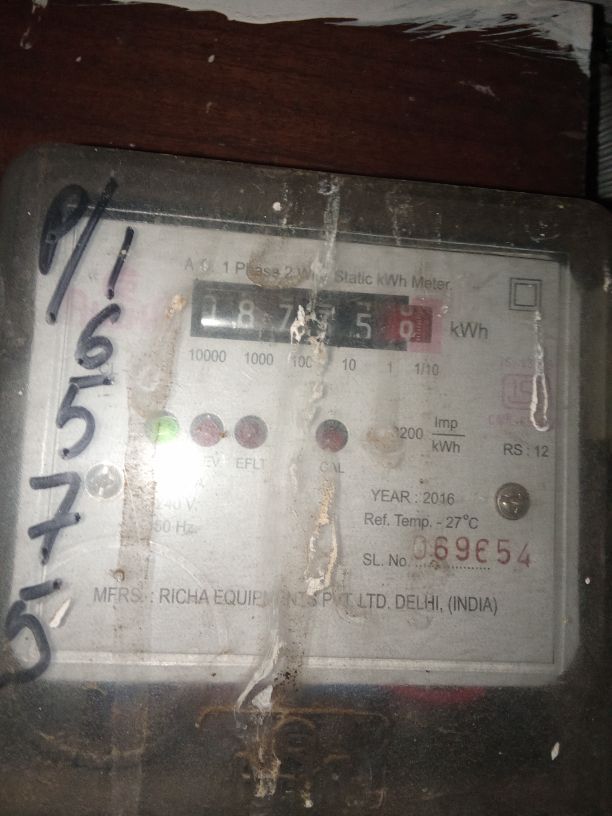 P/1
6
5
7
5
A.C. 1 Phase 2 Wire Static kWh Meter.
18775 kWh
10000 1000 100 10 1 1/10
EFLT CAL
3200 Imp/kWh
RS : 12
240 V.
50 Hz.
YEAR : 2016
Ref. Temp. - 27°C
SL. No. 069654
MFRS. : RICHA EQUIPMENTS PVT. LTD. DELHI, (INDIA)